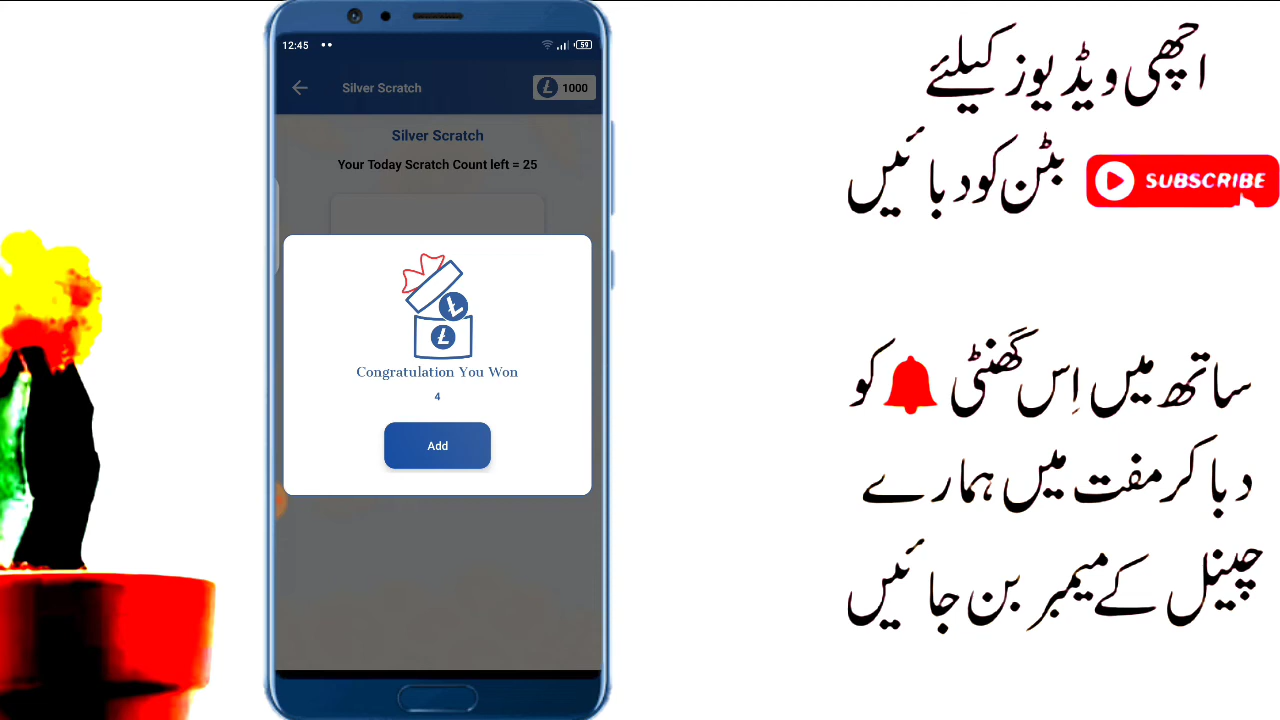 12:45
59
Silver Scratch
1000
Silver Scratch
Your Today Scratch Count left = 25
Congratulation You Won
4
Add
اچھی ویڈیوز کیلئے
بٹن کو دبائیں
SUBSCRIBE
ساتھ میں اِس گھنٹی کو
دبا کر مفت میں ہمارے
چینل کے میمبر بن جائیں